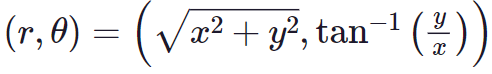 (r, θ) = (√(x² + y²), tan⁻¹(y/x))